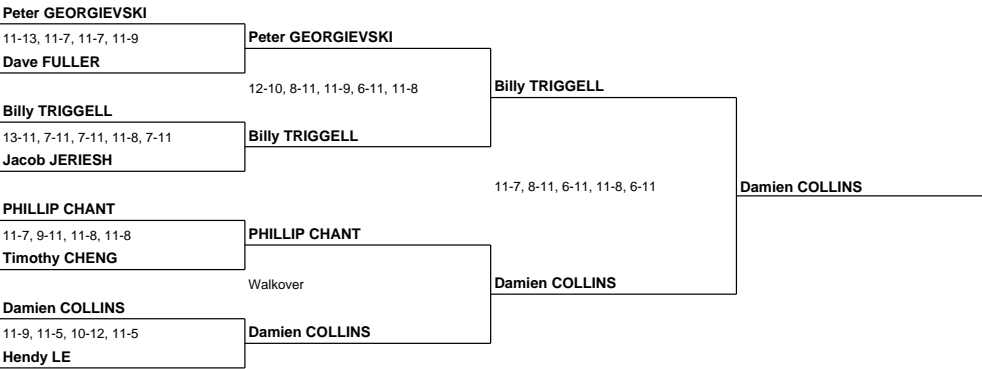 Peter GEORGIEVSKI
11-13, 11-7, 11-7, 11-9
Dave FULLER
Billy TRIGGELL
13-11, 7-11, 7-11, 11-8, 7-11
Jacob JERIESH
PHILLIP CHANT
11-7, 9-11, 11-8, 11-8
Timothy CHENG
Damien COLLINS
11-9, 11-5, 10-12, 11-5
Hendy LE
Peter GEORGIEVSKI
12-10, 8-11, 11-9, 6-11, 11-8
Billy TRIGGELL
PHILLIP CHANT
Walkover
Damien COLLINS
Billy TRIGGELL
11-7, 8-11, 6-11, 11-8, 6-11
Damien COLLINS
Damien COLLINS